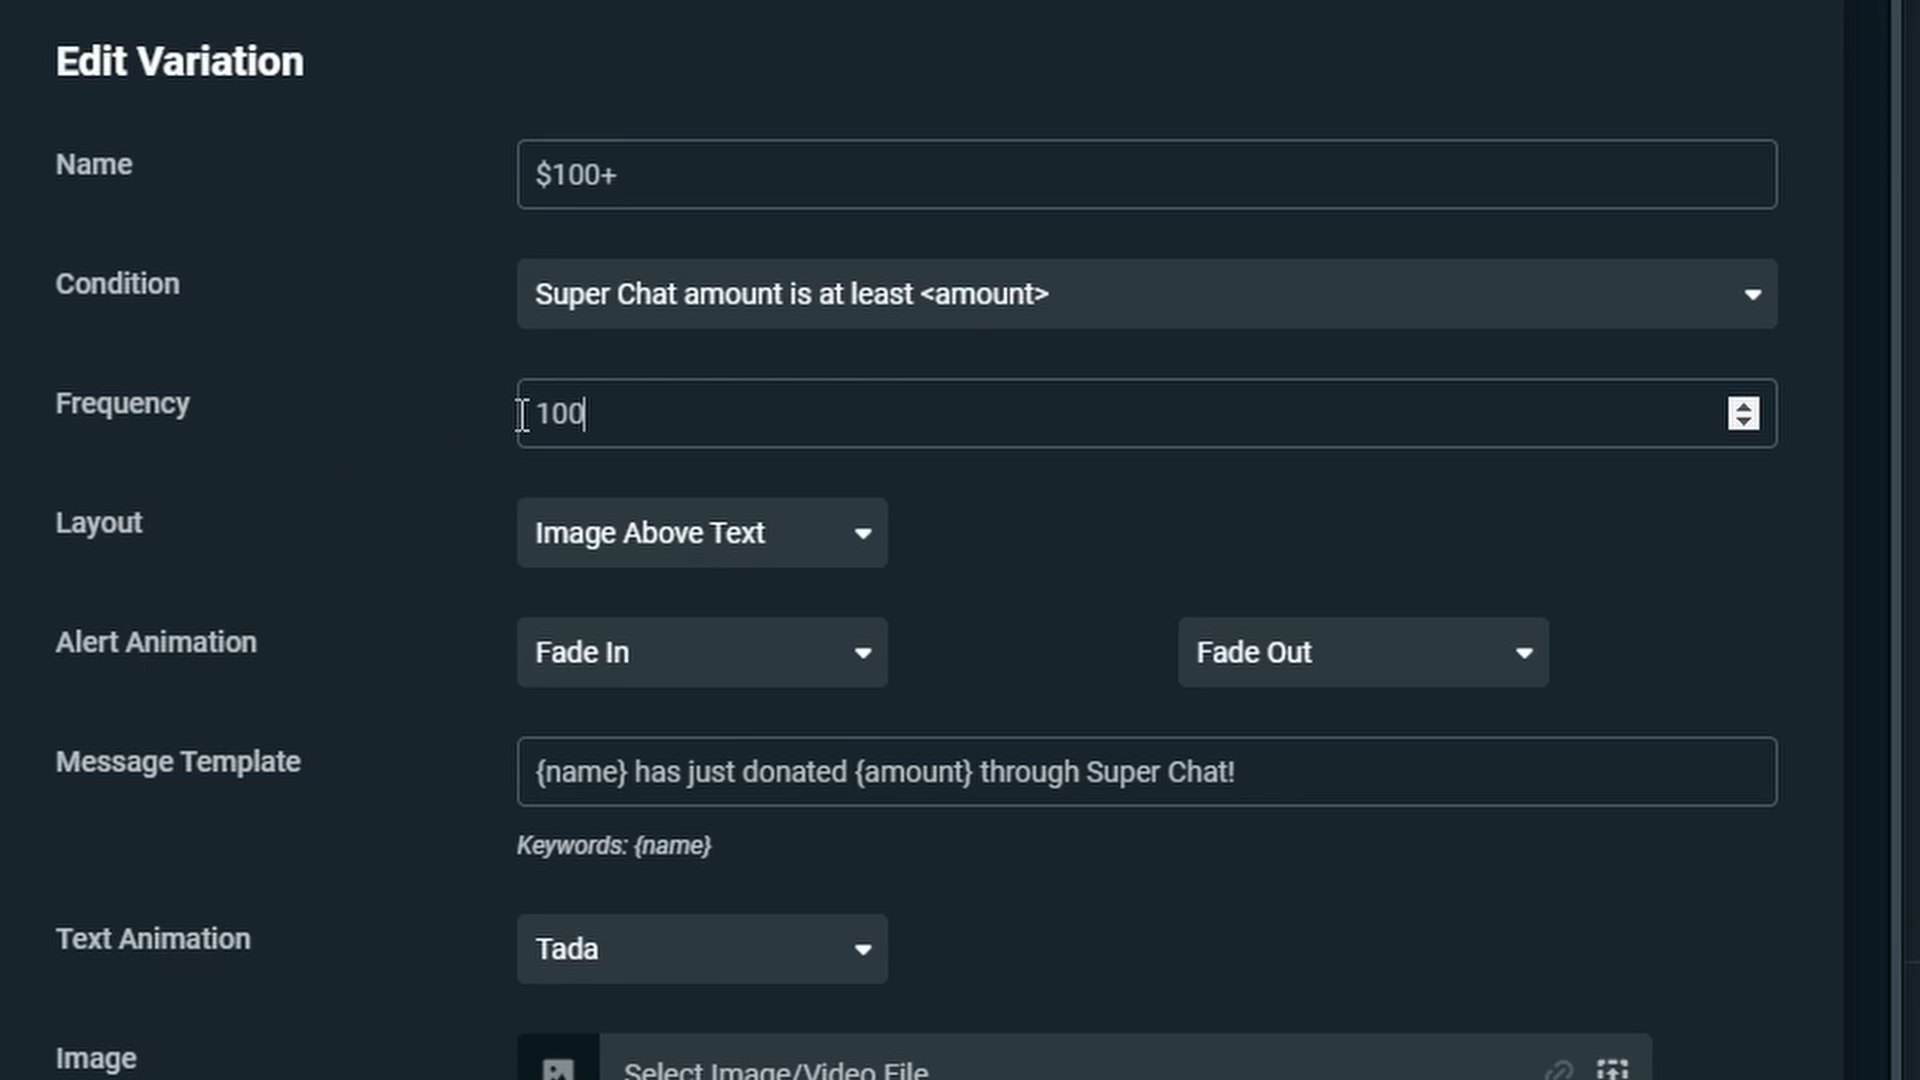 Edit Variation
Name
$100+
Condition
Super Chat amount is at least <amount>
Frequency
100
Layout
Image Above Text
Alert Animation
Fade In
Fade Out
Message Template
{name} has just donated {amount} through Super Chat!
Keywords: {name}
Text Animation
Tada
Image
Select Image/Video File